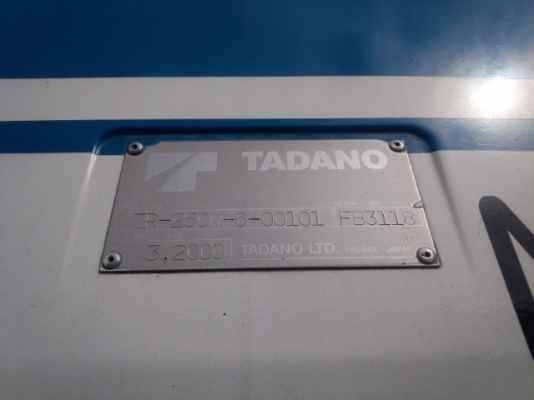 TADANO
SERIAL NO.
TR-250M-6-00101 FB3118
3,2000 TADANO LTD. KAGAWA, JAPAN